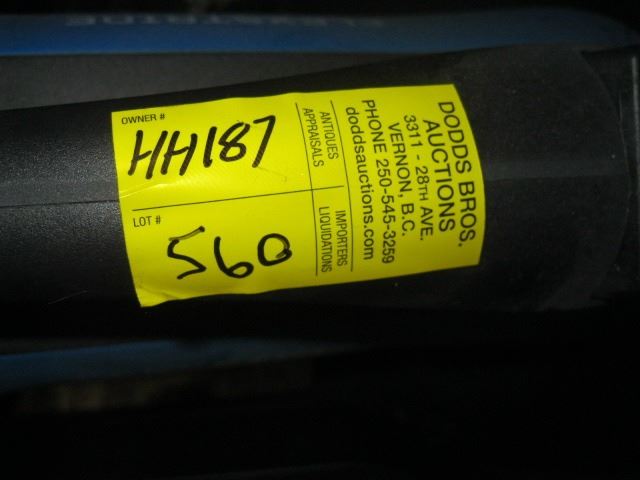 OWNER #
HH187
LOT #
560
ANTIQUES
APPRAISALS
IMPORTERS
LIQUIDATIONS
DODDS BROS.
AUCTIONS
3311 - 28TH AVE.
VERNON, B.C.
PHONE 250-545-3259
doddsauctions.com